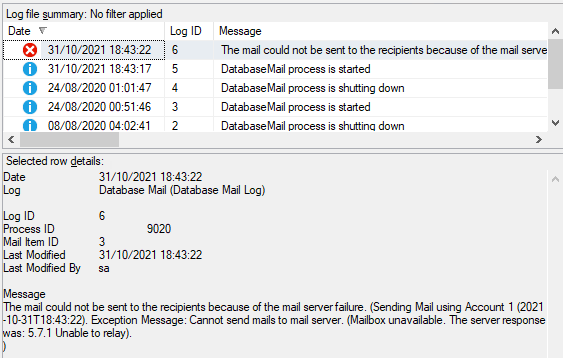 Log file summary: No filter applied
Date Log ID Message
31/10/2021 18:43:22 6 The mail could not be sent to the recipients because of the mail serve
31/10/2021 18:43:17 5 DatabaseMail process is started
24/08/2020 01:01:47 4 DatabaseMail process is shutting down
24/08/2020 00:51:46 3 DatabaseMail process is started
08/08/2020 04:02:41 2 DatabaseMail process is shutting down
Selected row details:
Date 31/10/2021 18:43:22
Log Database Mail (Database Mail Log)
Log ID 6
Process ID 9020
Mail Item ID 3
Last Modified 31/10/2021 18:43:22
Last Modified By sa
Message
The mail could not be sent to the recipients because of the mail server failure. (Sending Mail using Account 1 (2021
-10-31T18:43:22). Exception Message: Cannot send mails to mail server. (Mailbox unavailable. The server response
was: 5.7.1 Unable to relay).
)